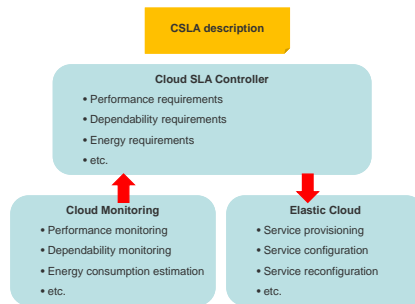 CSLA description
Cloud SLA Controller
• Performance requirements
• Dependability requirements
• Energy requirements
• etc.
Cloud Monitoring
• Performance monitoring
• Dependability monitoring
• Energy consumption estimation
• etc.
Elastic Cloud
• Service provisioning
• Service configuration
• Service reconfiguration
• etc.